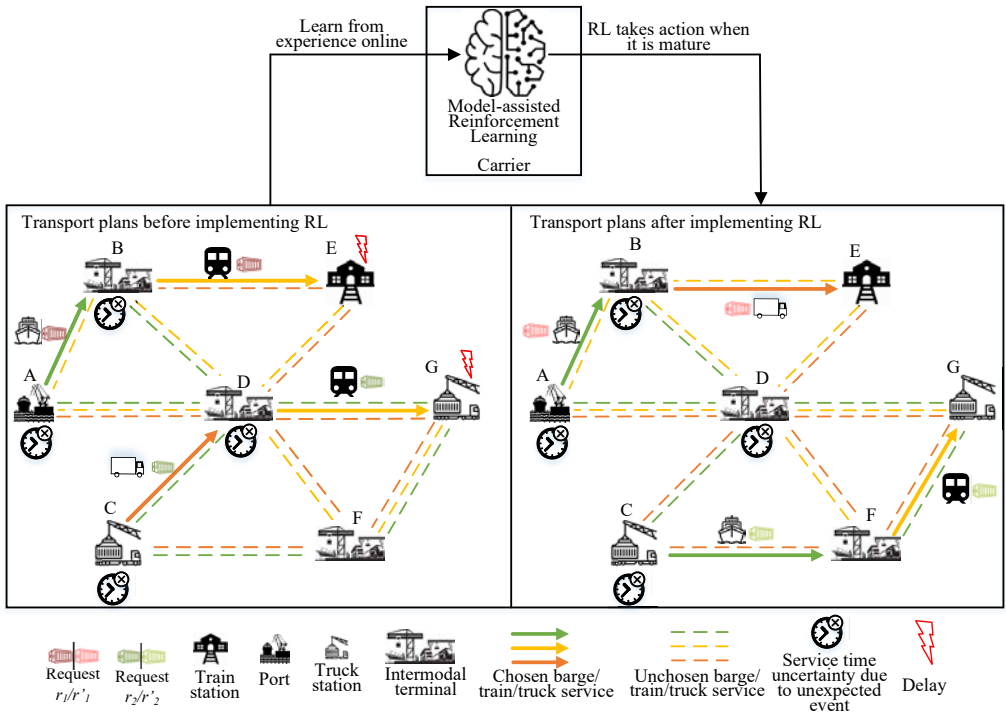 Learn from
experience online
RL takes action when
it is mature
Model-assisted
Reinforcement
Learning
Carrier
Transport plans before implementing RL
B
E
A
D
G
C
F
Transport plans after implementing RL
B
E
A
D
G
C
F
Request
r1/r'1
Request
r2/r'2
Train
station
Port
Truck
station
Intermodal
terminal
Chosen barge/
train/truck service
Unchosen barge/
train/truck service
Service time
uncertainty due
to unexpected
event
Delay